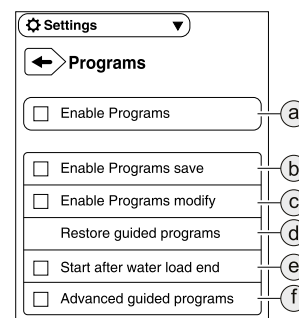 Settings
Programs
Enable Programs
a
Enable Programs save
b
Enable Programs modify
c
Restore guided programs
d
Start after water load end
e
Advanced guided programs
f